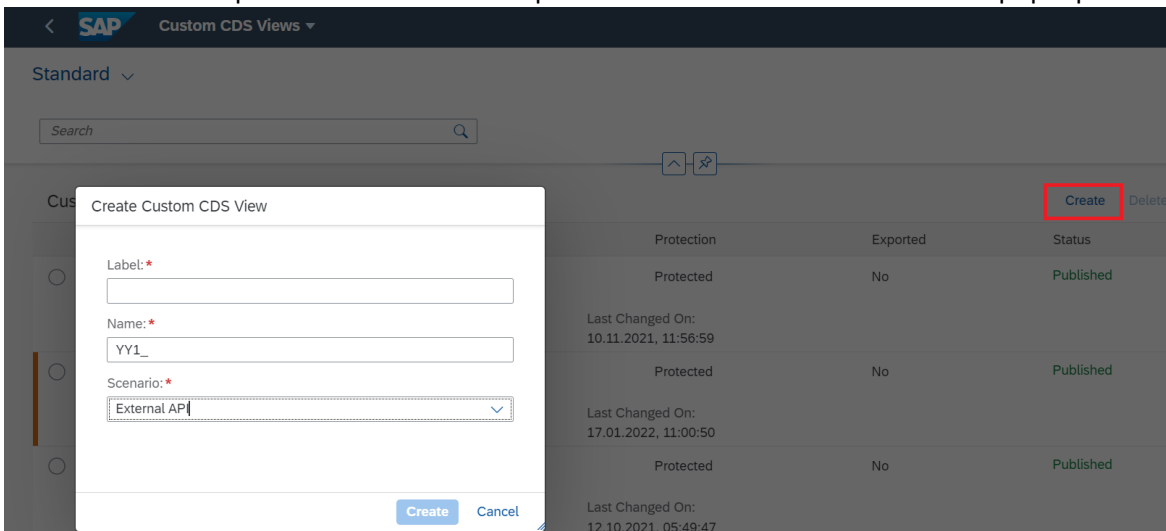 SAP Custom CDS Views
Standard
Search
Cus
Create Delete
Create Custom CDS View
Protection Exported Status
Label:*
Protected No Published
Name:*
Last Changed On:
YY1_
10.11.2021, 11:56:59
Scenario:*
Protected No Published
External API
Last Changed On:
17.01.2022, 11:00:50
Protected No Published
Create Cancel
Last Changed On:
12.10.2021, 05:49:47